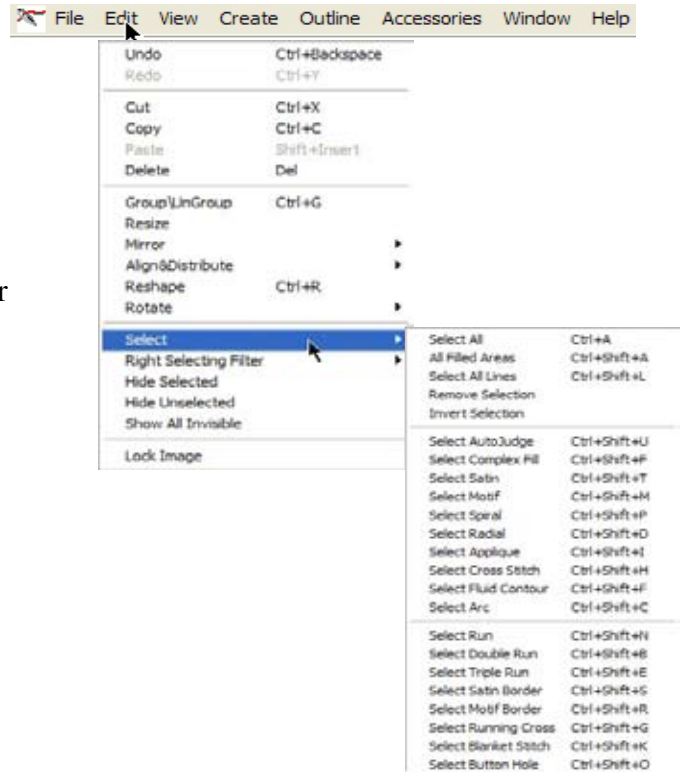 File Edit View Create Outline Accessories Window Help
Undo Ctrl+Backspace
Redo Ctrl+Y
Cut Ctrl+X
Copy Ctrl+C
Paste Shift+Insert
Delete Del
Group\UnGroup Ctrl+G
Resize
Mirror
Align&Distribute
r
Reshape Ctrl+R
Rotate
Select
Right Selecting Filter
Hide Selected
Hide Unselected
Show All Invisible
Lock Image
Select All Ctrl+A
All Filled Areas Ctrl+Shift+A
Select All Lines Ctrl+Shift+L
Remove Selection
Invert Selection
Select AutoJudge Ctrl+Shift+U
Select Complex Fill Ctrl+Shift+F
Select Satin Ctrl+Shift+T
Select Motif Ctrl+Shift+M
Select Spiral Ctrl+Shift+P
Select Radial Ctrl+Shift+D
Select Applique Ctrl+Shift+I
Select Cross Stitch Ctrl+Shift+H
Select Fluid Contour Ctrl+Shift+F
Select Arc Ctrl+Shift+C
Select Run Ctrl+Shift+N
Select Double Run Ctrl+Shift+B
Select Triple Run Ctrl+Shift+E
Select Satin Border Ctrl+Shift+S
Select Motif Border Ctrl+Shift+R
Select Running Cross Ctrl+Shift+G
Select Blanket Stitch Ctrl+Shift+K
Select Button Hole Ctrl+Shift+O